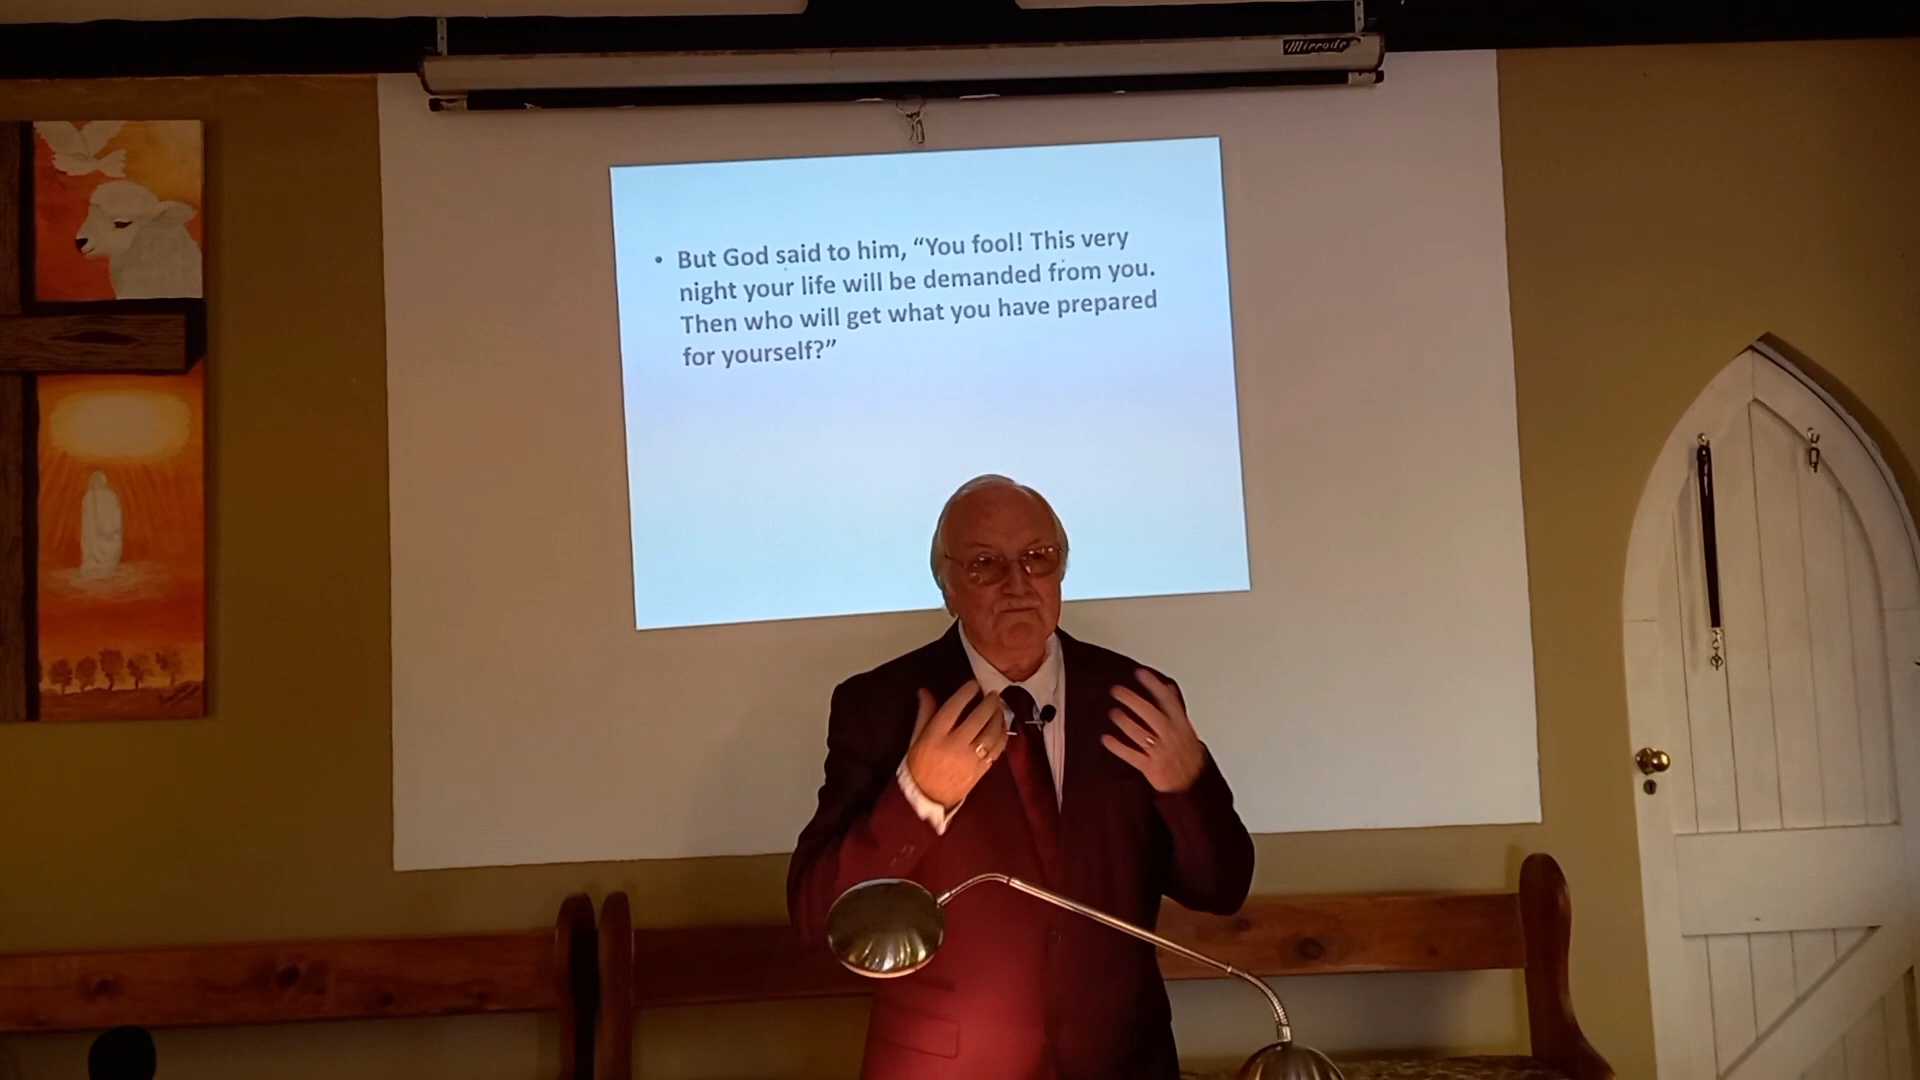 Mirrode
• But God said to him, “You fool! This very
night your life will be demanded from you.
Then who will get what you have prepared
for yourself?”